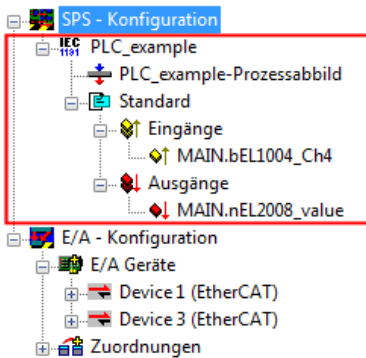 SPS - Konfiguration
IEC 1131 PLC_example
PLC_example-Prozessabbild
Standard
Eingänge
MAIN.bEL1004_Ch4
Ausgänge
MAIN.nEL2008_value
E/A - Konfiguration
E/A Geräte
Device 1 (EtherCAT)
Device 3 (EtherCAT)
Zuordnungen